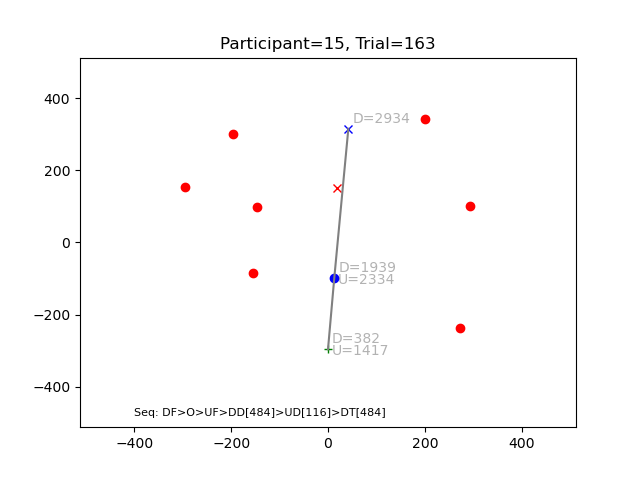 Participant=15, Trial=163
D=2934
D=1939
U=2334
D=382
U=1417
Seq: DF>O>UF>DD[484]>UD[116]>DT[484]
400
200
0
−200
−400
−400
−200
0
200
400